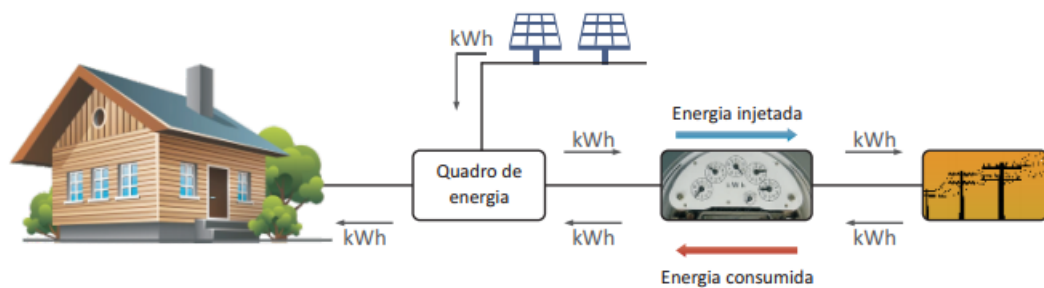 kWh
Energia injetada
kWh
kWh
Quadro de
energia
kWh
kWh
kWh
kWh
Energia consumida